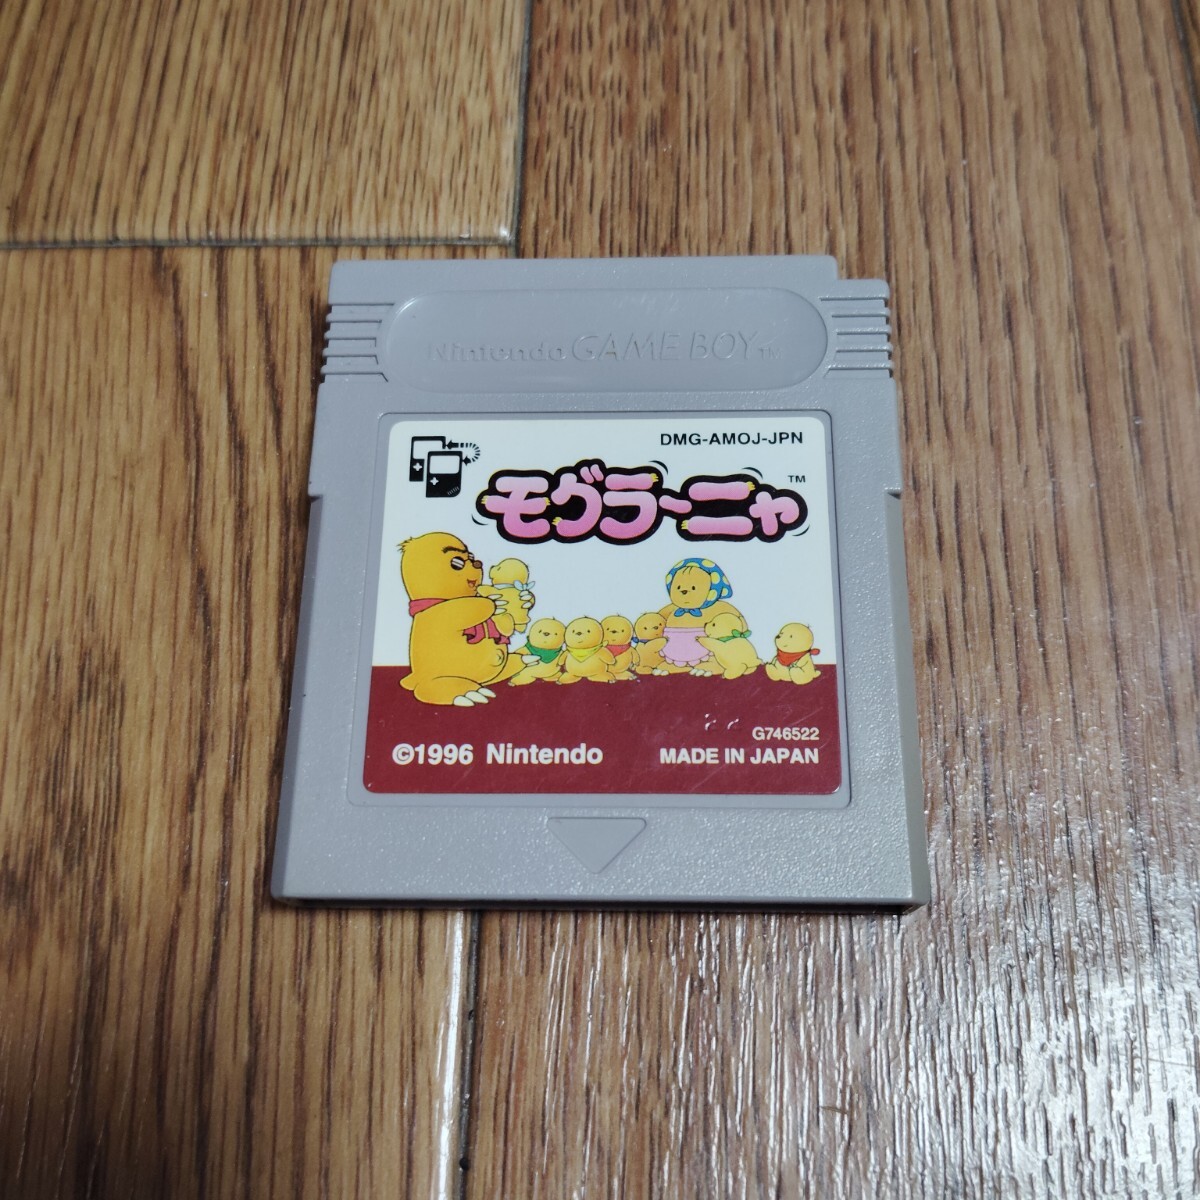 Nintendo GAME BOY™
DMG-AMOJ-JPN
モグラ〜ニャ™
G746522
©1996 Nintendo
MADE IN JAPAN